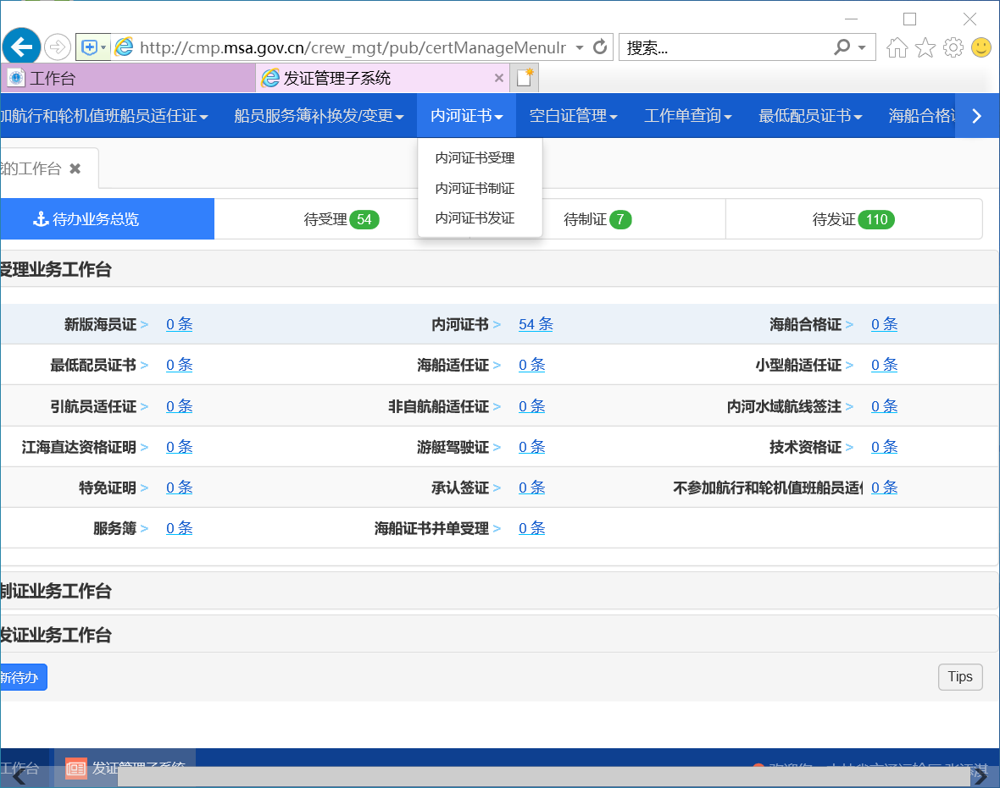 http://cmp.msa.gov.cn/crew_mgt/pub/certManageMenuIr
搜索...
工作台
发证管理子系统
加航行和轮机值班船员适任证 船员服务簿补换发/变更 内河证书 空白证管理 工作单查询 最低配员证书 海船合格
的工作台
内河证书受理
内河证书制证
内河证书发证
待办业务总览 待受理 54 待制证 7 待发证 110
受理业务工作台
新版海员证 > 0 条 内河证书 > 54 条 海船合格证 > 0 条
最低配员证书 > 0 条 海船适任证 > 0 条 小型船适任证 > 0 条
引航员适任证 > 0 条 非自航船适任证 > 0 条 内河水域航线签注 > 0 条
江海直达资格证明 > 0 条 游艇驾驶证 > 0 条 技术资格证 > 0 条
特免证明 > 0 条 承认签证 > 0 条 不参加航行和轮机值班船员适 0 条
服务簿 > 0 条 海船证书并单受理 > 0 条
制证业务工作台
发证业务工作台
新待办
Tips
工作台 发证管理子系统